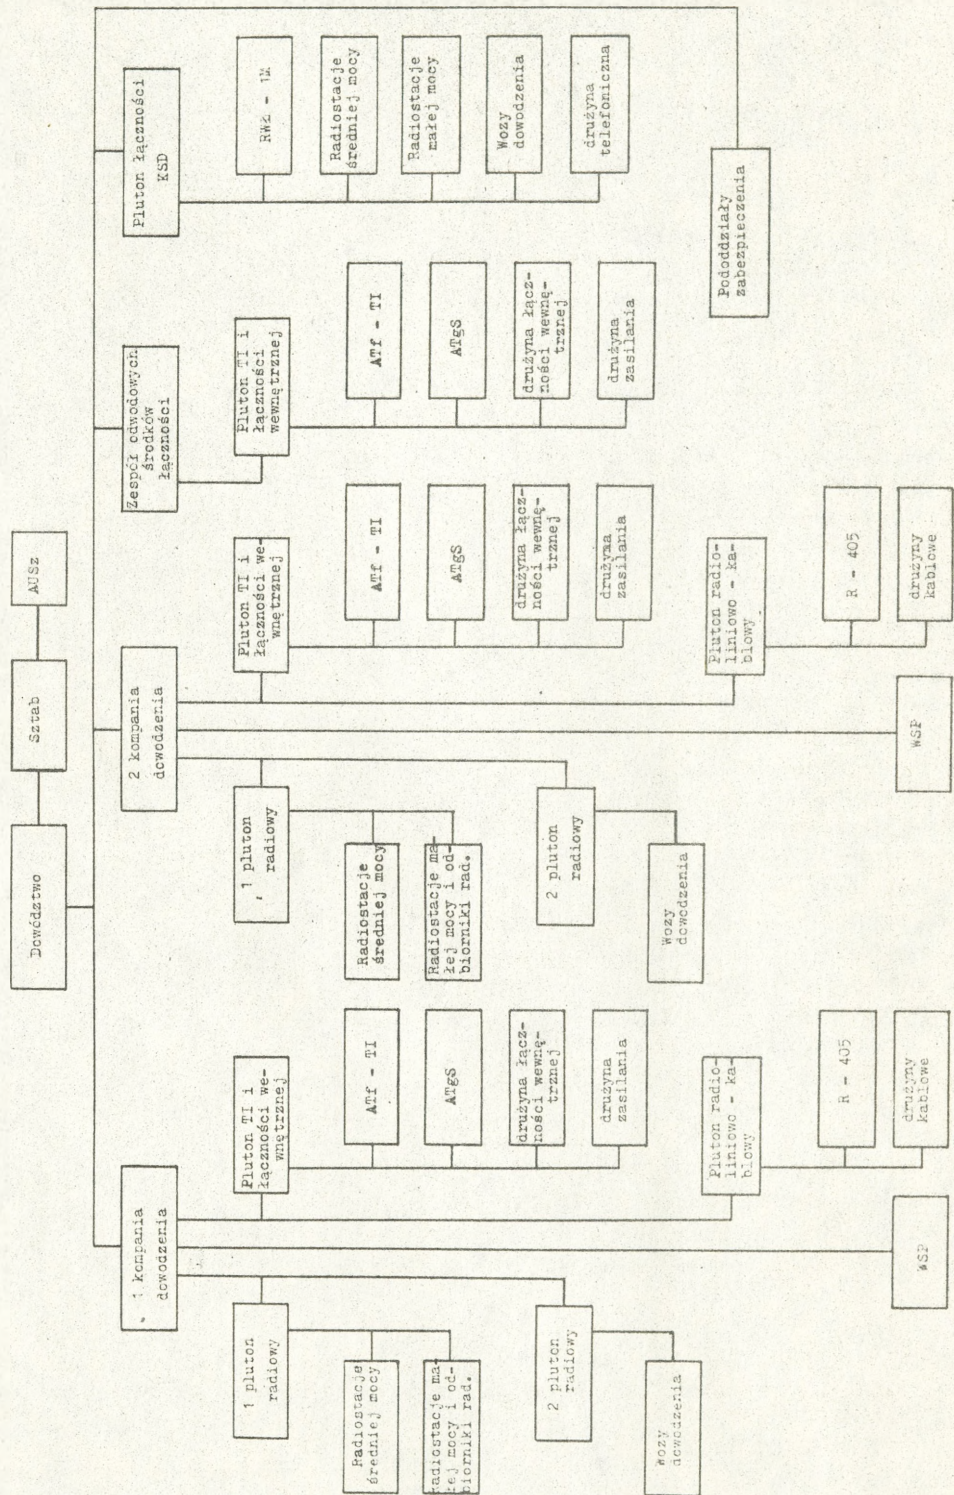 Dowództwo
Sztab
AUSz
1 kompania
dowodzenia
1 pluton
radiowy
Radiostacje
średniej mocy
Radiostacje ma-
łej mocy i od-
biorniki rad.
2 pluton
radiowy
Wozy
dowodzenia
WSP
Pluton TI i
łączności we-
wnętrznej
ATf - TI
ATgS
drużyna łącz-
ności wewnę-
trznej
drużyna
zasilania
Pluton radio-
liniowo - ka-
blowy
R - 405
drużyny
kablowe
2 kompania
dowodzenia
1 pluton
radiowy
Radiostacje
średniej mocy
Radiostacje ma-
łej mocy i od-
biorniki rad.
2 pluton
radiowy
Wozy
dowodzenia
WSP
Pluton TI i
łączności we-
wnętrznej
ATf - TI
ATgS
drużyna łącz-
ności wewnę-
trznej
drużyna
zasilania
Pluton radio-
liniowo - ka-
blowy
R - 405
drużyny
kablowe
Zespół odwodowych
środków
łączności
Pluton TI i
łączności
wewnętrznej
ATf - TI
ATgS
drużyna łącz-
ności wewnę-
trznej
drużyna
zasilania
Pluton łączności
KSD
RWŁ - 1M
Radiostacje
średniej mocy
Radiostacje
małej mocy
Wozy
dowodzenia
drużyna
telefoniczna
Pododdziały
zabezpieczenia